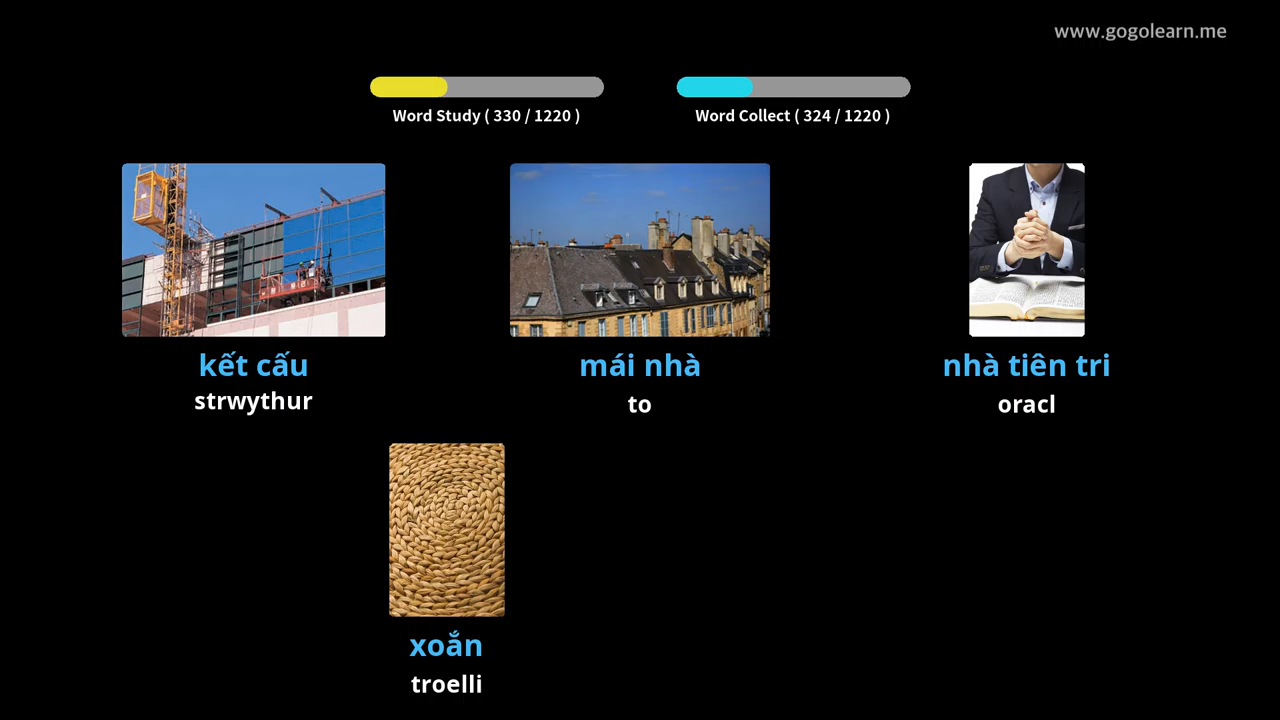 www.gogolearn.me
Word Study ( 330 / 1220 )
Word Collect ( 324 / 1220 )
kết cấu
strwythur
mái nhà
to
nhà tiên tri
oracl
xoắn
troelli